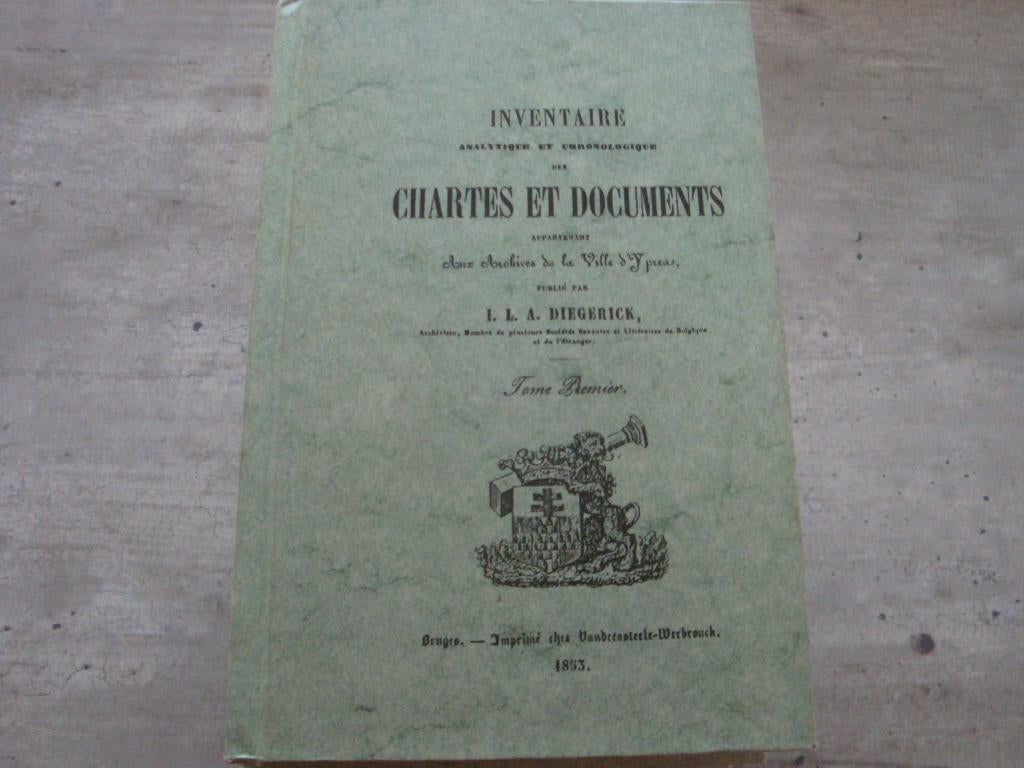 INVENTAIRE
ANALYTIQUE ET CHRONOLOGIQUE
DES
CHARTES ET DOCUMENTS
APPARTENANT
Aux Archives de la Ville d'Ypres,
PUBLIÉ PAR
I. L. A. DIEGERICK,
Archiviste, Membre de plusieurs Sociétés Savantes et Littéraires de Belgique
et de l'étranger.
Tome Premier.
Bruges. — Imprimé chez Vandecasteele-Werbrouck.
1853.